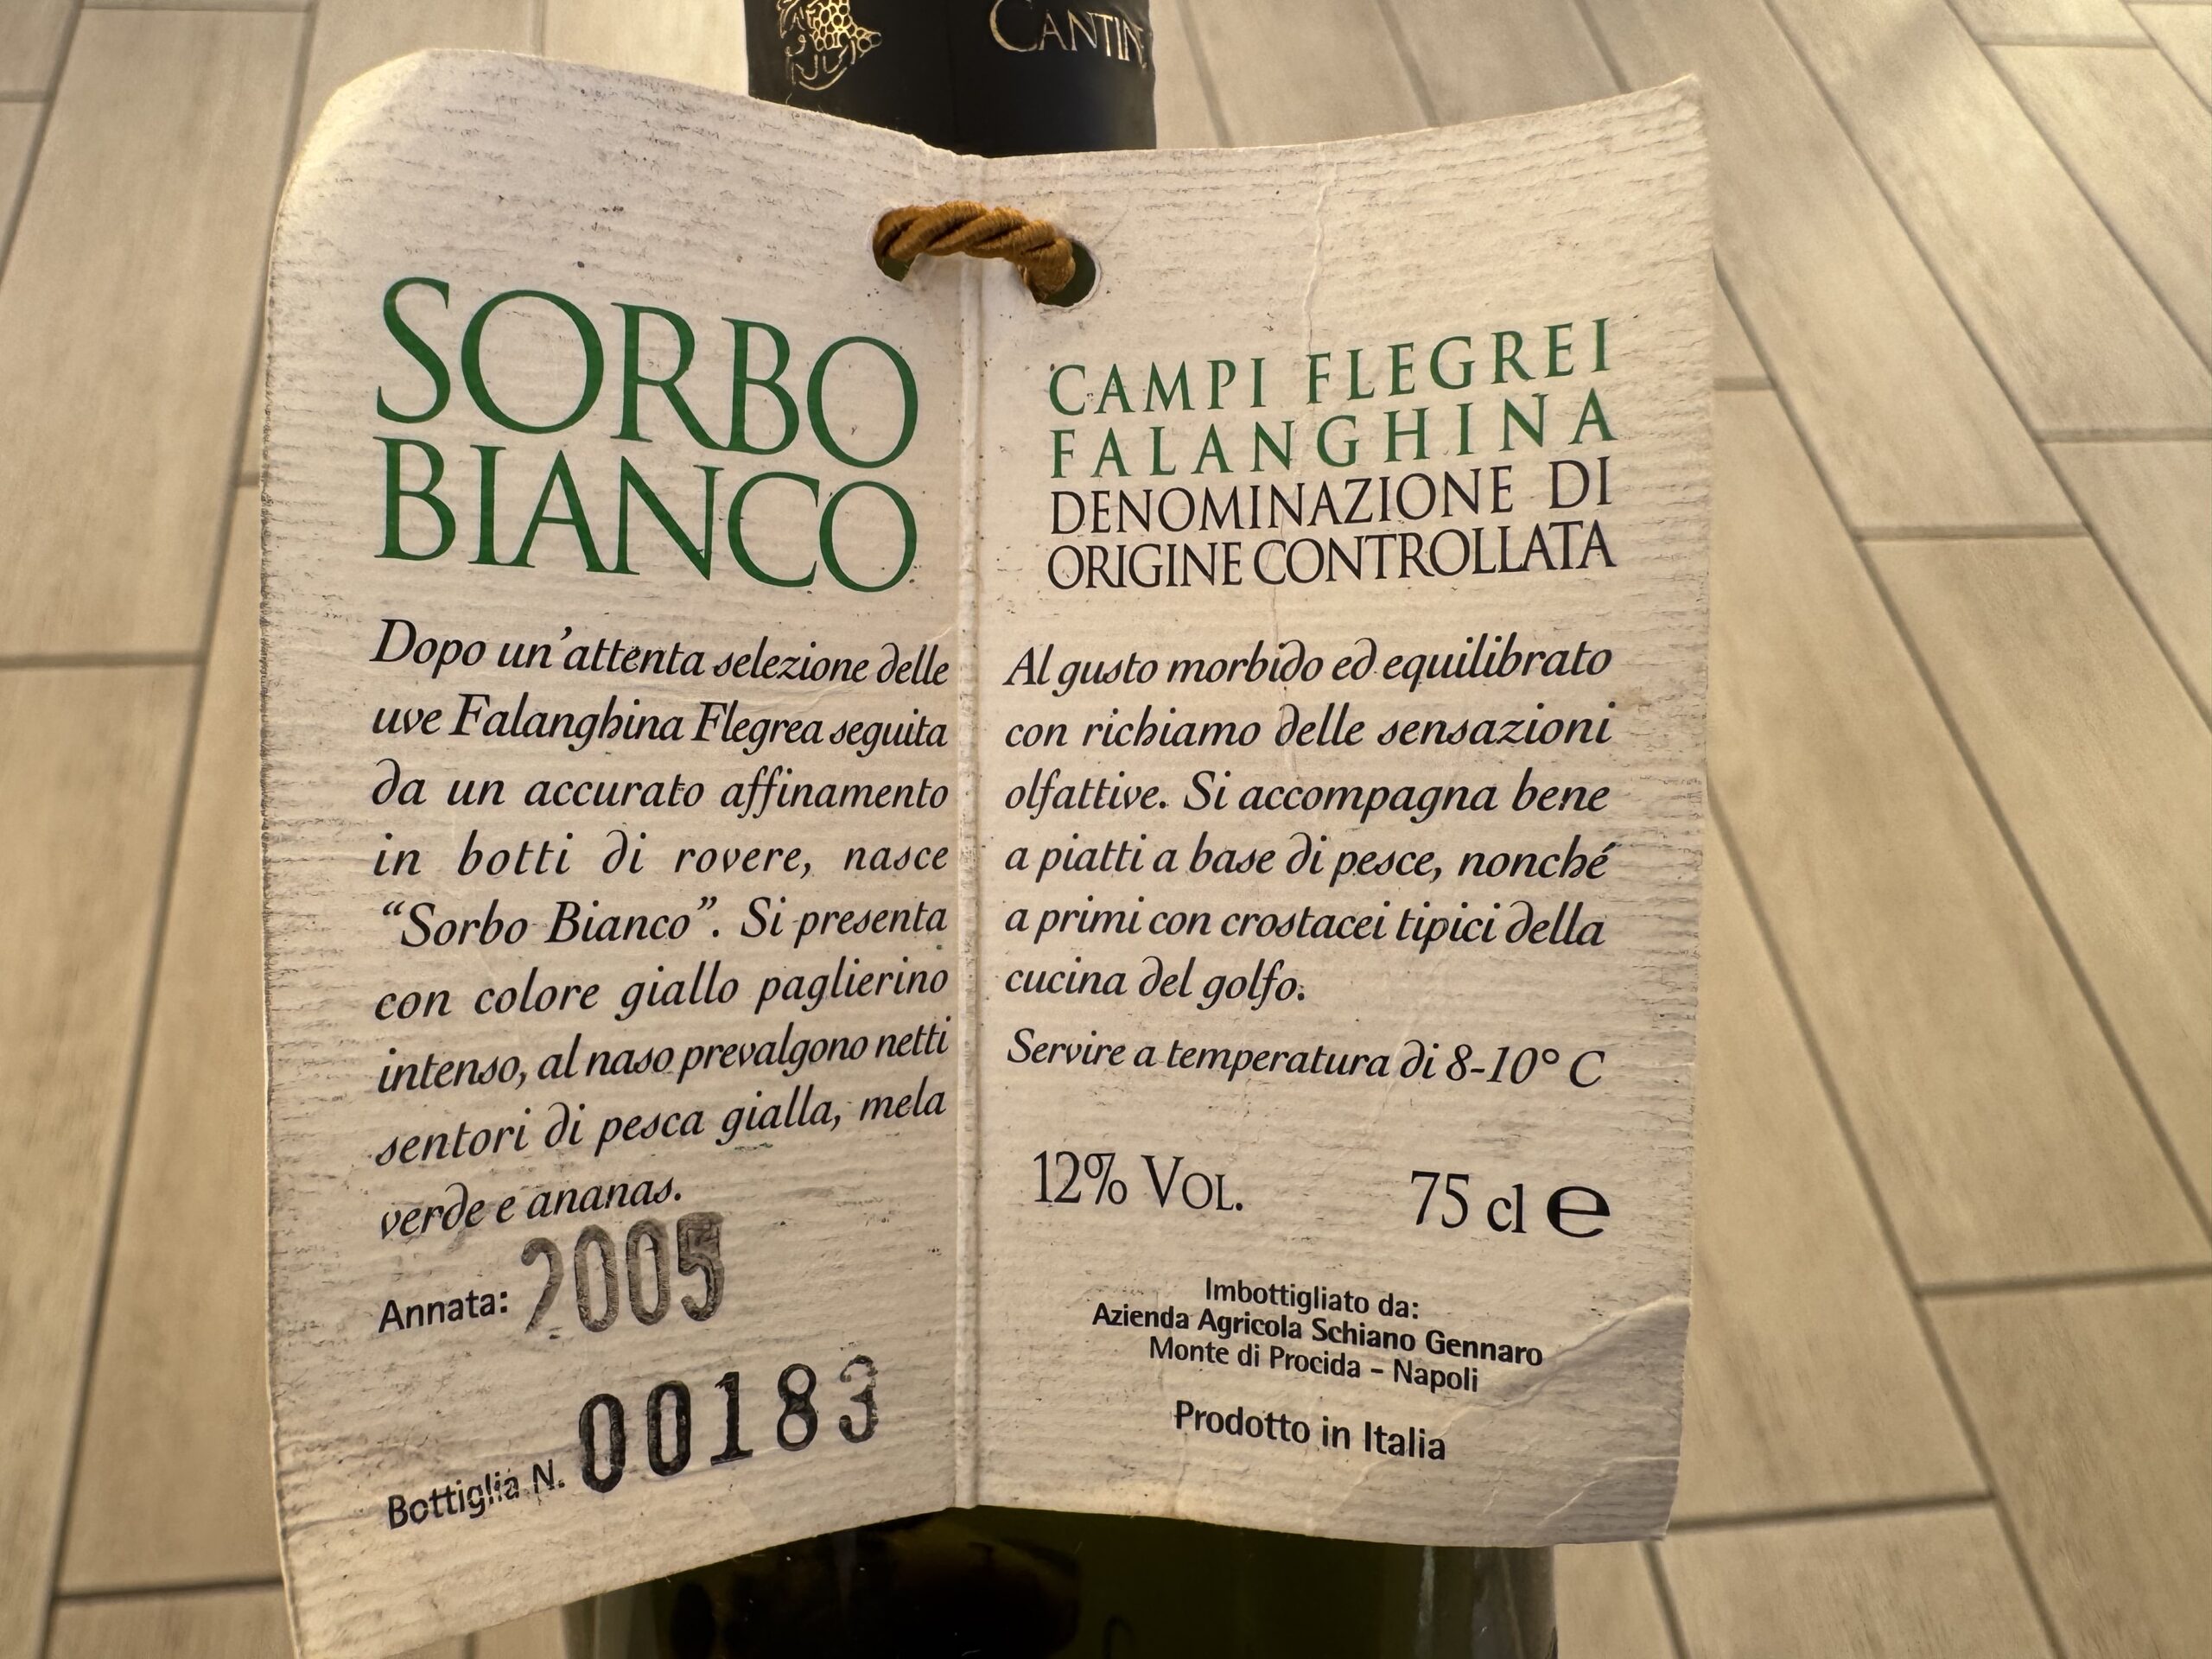 CANTIN
SORBO
BIANCO
Dopo un'attenta selezione delle
uve Falanghina Flegrea seguita
da un accurato affinamento
in botti di rovere, nasce
“Sorbo Bianco”. Si presenta
con colore giallo paglierino
intenso, al naso prevalgono netti
sentori di pesca gialla, mela
verde e ananas.
Annata: 2005
Bottiglia N. 00183
CAMPI FLEGREI
FALANGHINA
DENOMINAZIONE DI
ORIGINE CONTROLLATA
Al gusto morbido ed equilibrato
con richiamo delle sensazioni
olfattive. Si accompagna bene
a piatti a base di pesce, nonché
a primi con crostacei tipici della
cucina del golfo.
Servire a temperatura di 8-10° C
12% VOL. 75 cl e
Imbottigliato da:
Azienda Agricola Schiano Gennaro
Monte di Procida – Napoli
Prodotto in Italia